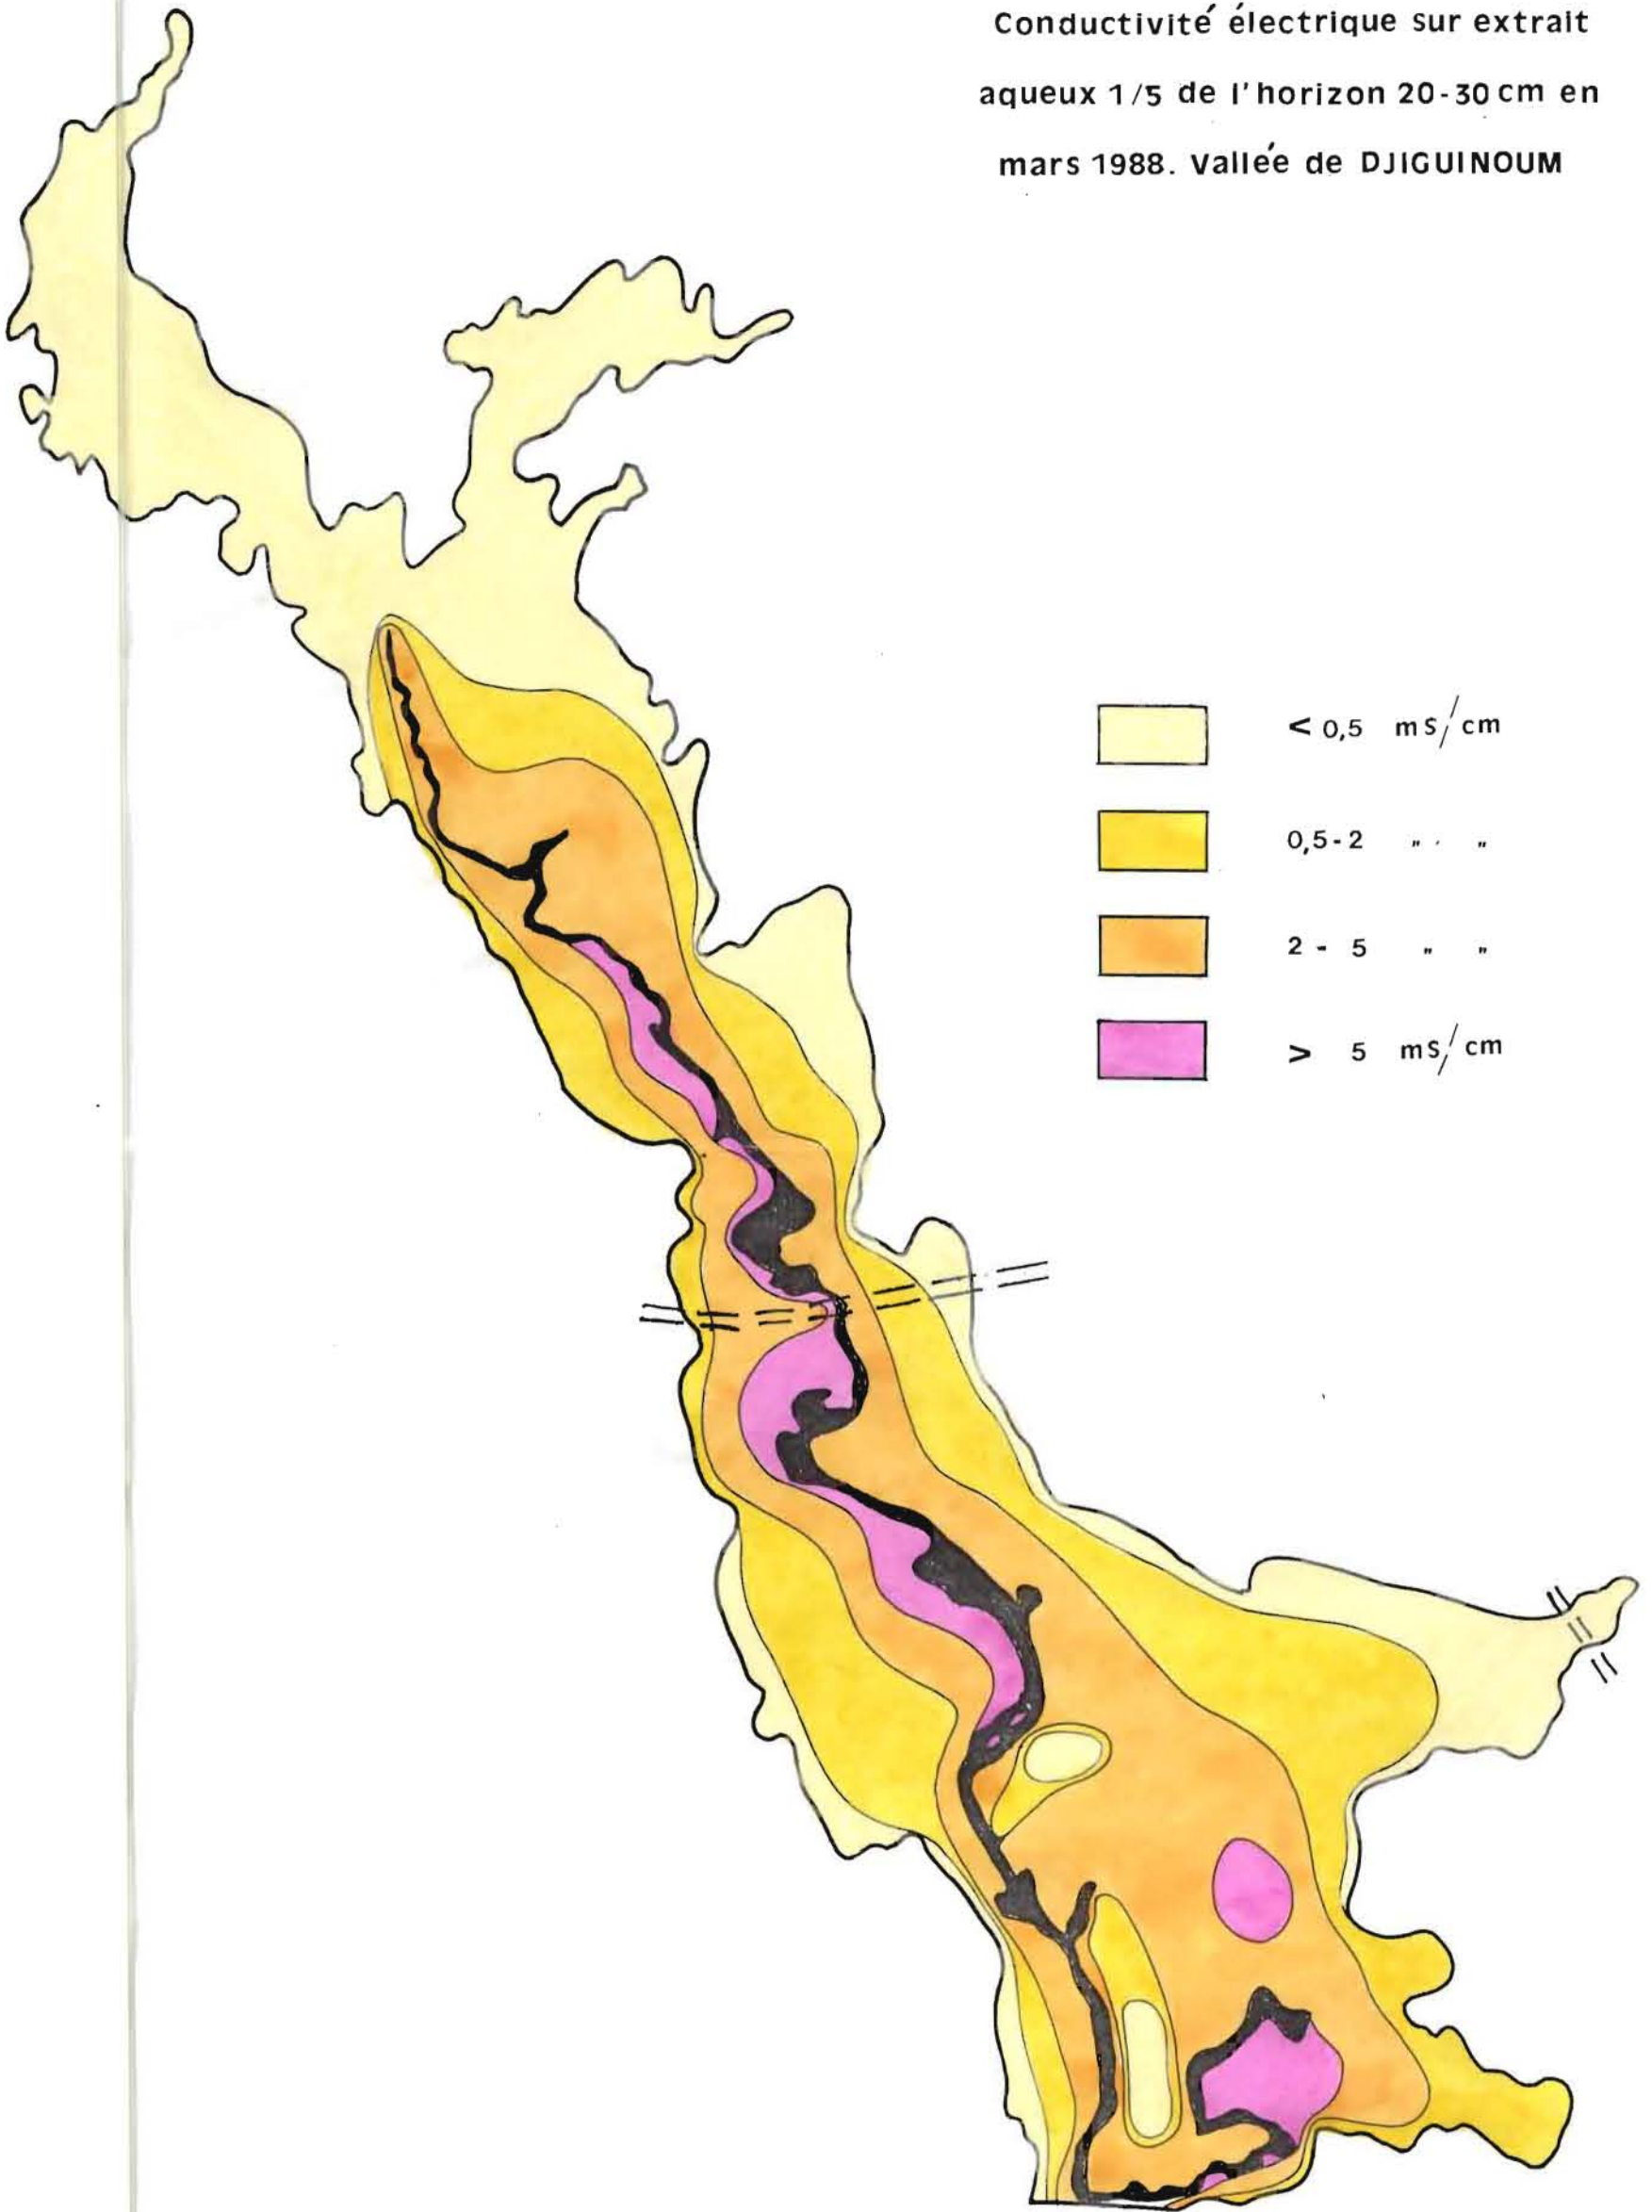 Conductivité électrique sur extrait
aqueux 1/5 de l'horizon 20-30 cm en
mars 1988. Vallée de DJIGUINOUM
< 0,5 mS/cm
0,5-2 " "
2 - 5 " "
> 5 mS/cm